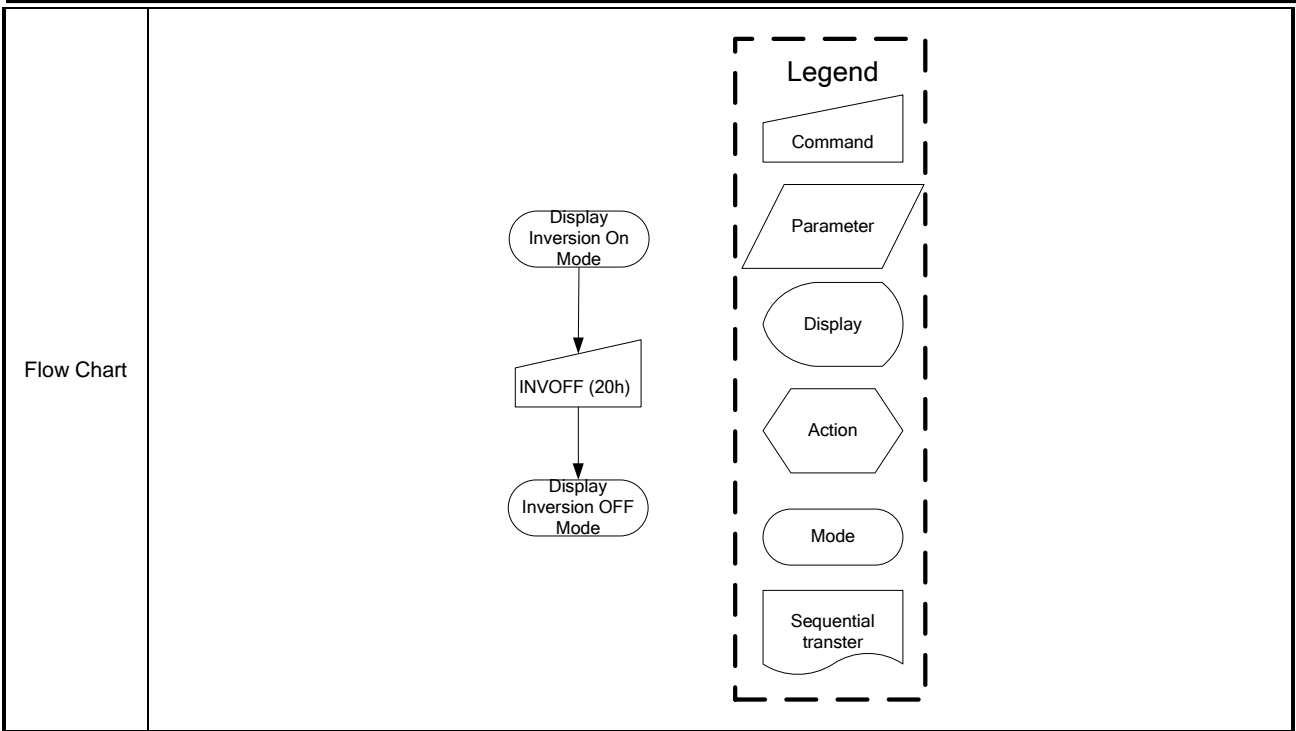 Flow Chart
Display
Inversion On
Mode
INVOFF (20h)
Display
Inversion OFF
Mode
Legend
Command
Parameter
Display
Action
Mode
Sequential
transter